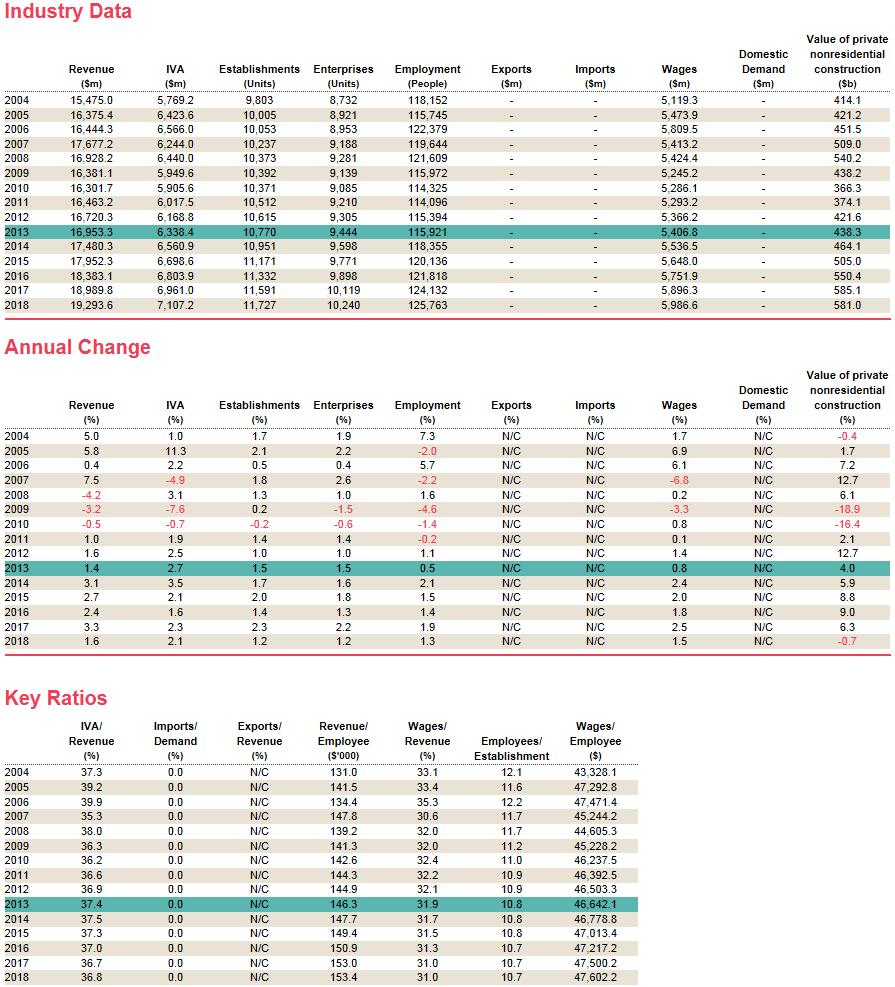 Industry Data
Value of private
Domestic nonresidential
Revenue IVA Establishments Enterprises Employment Exports Imports Wages Demand construction
($m) ($m) (Units) (Units) (People) ($m) ($m) ($m) ($m) ($b)
2004 15,475.0 5,769.2 9,803 8,732 118,152 - - 5,119.3 - 414.1
2005 16,375.4 6,423.6 10,005 8,921 115,745 - - 5,473.9 - 421.2
2006 16,444.3 6,566.0 10,053 8,953 122,379 - - 5,809.5 - 451.5
2007 17,677.2 6,244.0 10,237 9,188 119,644 - - 5,413.2 - 509.0
2008 16,928.2 6,440.0 10,373 9,281 121,609 - - 5,424.4 - 540.2
2009 16,381.1 5,949.6 10,392 9,139 115,972 - - 5,245.2 - 438.2
2010 16,301.7 5,905.6 10,371 9,085 114,325 - - 5,286.1 - 366.3
2011 16,463.2 6,017.5 10,512 9,210 114,096 - - 5,293.2 - 374.1
2012 16,720.3 6,168.8 10,615 9,305 115,394 - - 5,366.2 - 421.6
2013 16,953.3 6,338.4 10,770 9,444 115,921 - - 5,406.8 - 438.3
2014 17,480.3 6,560.9 10,951 9,598 118,355 - - 5,536.5 - 464.1
2015 17,952.3 6,698.6 11,171 9,771 120,136 - - 5,648.0 - 505.0
2016 18,383.1 6,803.9 11,332 9,898 121,818 - - 5,751.9 - 550.4
2017 18,989.8 6,961.0 11,591 10,119 124,132 - - 5,896.3 - 585.1
2018 19,293.6 7,107.2 11,727 10,240 125,763 - - 5,986.6 - 581.0
Annual Change
Value of private
Domestic nonresidential
Revenue IVA Establishments Enterprises Employment Exports Imports Wages Demand construction
(%) (%) (%) (%) (%) (%) (%) (%) (%) (%)
2004 5.0 1.0 1.7 1.9 7.3 N/C N/C 1.7 N/C -0.4
2005 5.8 11.3 2.1 2.2 -2.0 N/C N/C 6.9 N/C 1.7
2006 0.4 2.2 0.5 0.4 5.7 N/C N/C 6.1 N/C 7.2
2007 7.5 -4.9 1.8 2.6 -2.2 N/C N/C -6.8 N/C 12.7
2008 -4.2 3.1 1.3 1.0 1.6 N/C N/C 0.2 N/C 6.1
2009 -3.2 -7.6 0.2 -1.5 -4.6 N/C N/C -3.3 N/C -18.9
2010 -0.5 -0.7 -0.2 -0.6 -1.4 N/C N/C 0.8 N/C -16.4
2011 1.0 1.9 1.4 1.4 -0.2 N/C N/C 0.1 N/C 2.1
2012 1.6 2.5 1.0 1.0 1.1 N/C N/C 1.4 N/C 12.7
2013 1.4 2.7 1.5 1.5 0.5 N/C N/C 0.8 N/C 4.0
2014 3.1 3.5 1.7 1.6 2.1 N/C N/C 2.4 N/C 5.9
2015 2.7 2.1 2.0 1.8 1.5 N/C N/C 2.0 N/C 8.8
2016 2.4 1.6 1.4 1.3 1.4 N/C N/C 1.8 N/C 9.0
2017 3.3 2.3 2.3 2.2 1.9 N/C N/C 2.5 N/C 6.3
2018 1.6 2.1 1.2 1.2 1.3 N/C N/C 1.5 N/C -0.7
Key Ratios
IVA/ Imports/ Exports/ Revenue/ Wages/ Wages/
Revenue Demand Revenue Employee Revenue Employees/ Employee
(%) (%) (%) ($'000) (%) Establishment ($)
2004 37.3 0.0 N/C 131.0 33.1 12.1 43,328.1
2005 39.2 0.0 N/C 141.5 33.4 11.6 47,292.8
2006 39.9 0.0 N/C 134.4 35.3 12.2 47,471.4
2007 35.3 0.0 N/C 147.8 30.6 11.7 45,244.2
2008 38.0 0.0 N/C 139.2 32.0 11.7 44,605.3
2009 36.3 0.0 N/C 141.3 32.0 11.2 45,228.2
2010 36.2 0.0 N/C 142.6 32.4 11.0 46,237.5
2011 36.6 0.0 N/C 144.3 32.2 10.9 46,392.5
2012 36.9 0.0 N/C 144.9 32.1 10.9 46,503.3
2013 37.4 0.0 N/C 146.3 31.9 10.8 46,642.1
2014 37.5 0.0 N/C 147.7 31.7 10.8 46,778.8
2015 37.3 0.0 N/C 149.4 31.5 10.8 47,013.4
2016 37.0 0.0 N/C 150.9 31.3 10.7 47,217.2
2017 36.7 0.0 N/C 153.0 31.0 10.7 47,500.2
2018 36.8 0.0 N/C 153.4 31.0 10.7 47,602.2